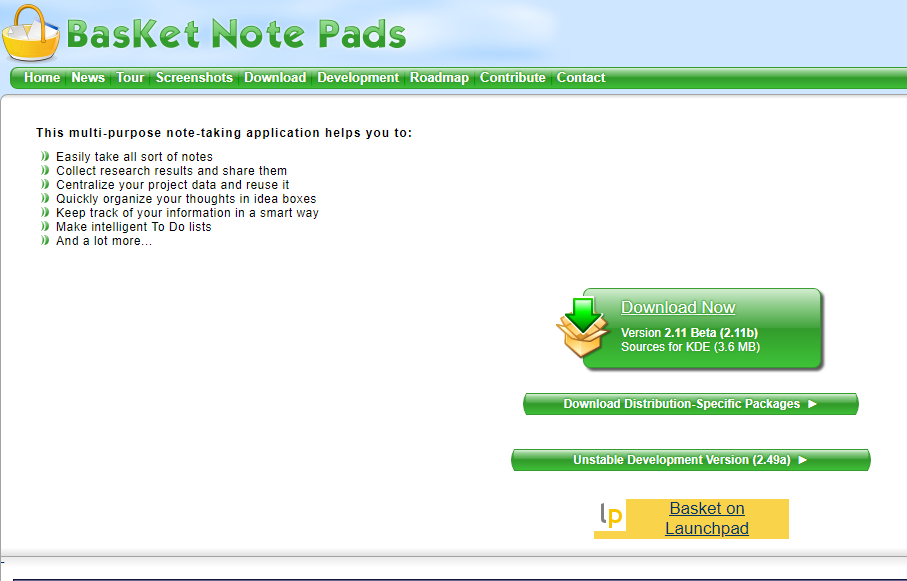 BasKet Note Pads
Home News Tour Screenshots Download Development Roadmap Contribute Contact
This multi-purpose note-taking application helps you to:
Easily take all sort of notes
Collect research results and share them
Centralize your project data and reuse it
Quickly organize your thoughts in idea boxes
Keep track of your information in a smart way
Make intelligent To Do lists
And a lot more...
Download Now
Version 2.11 Beta (2.11b)
Sources for KDE (3.6 MB)
Download Distribution-Specific Packages ►
Unstable Development Version (2.49a) ►
lp
Basket on
Launchpad